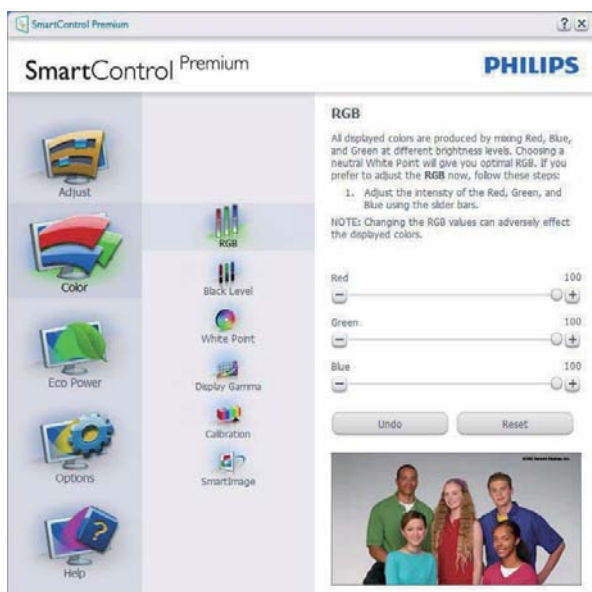 SmartControl Premium
? x
SmartControl Premium
PHILIPS
Adjust
Color
Eco Power
Options
Help
RGB
Black Level
White Point
Display Gamma
Calibration
SmartImage
RGB
All displayed colors are produced by mixing Red, Blue,
and Green at different brightness levels. Choosing a
neutral White Point will give you optimal RGB. If you
prefer to adjust the RGB now, follow these steps:
1. Adjust the intensity of the Red, Green, and
Blue using the slider bars.
NOTE: Changing the RGB values can adversely effect
the displayed colors.
Red 100
Green 100
Blue 100
Undo Reset